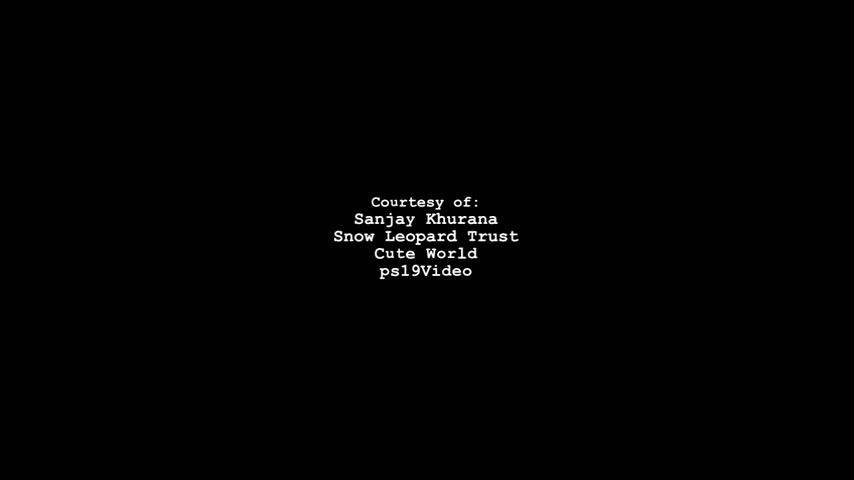 Courtesy of:
Sanjay Khurana
Snow Leopard Trust
Cute World
ps19Video